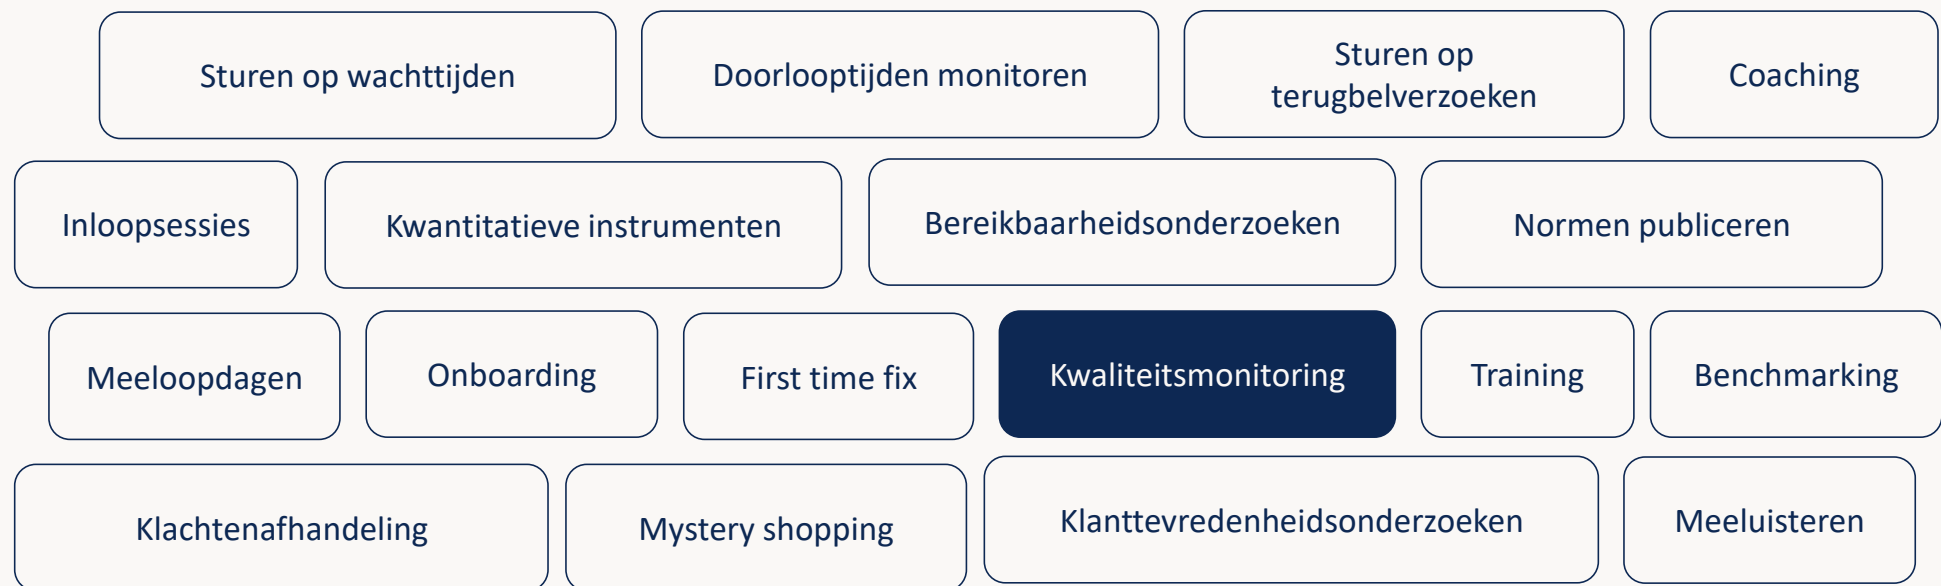 Sturen op wachttijden
Doorlooptijden monitoren
Sturen op
terugbelverzoeken
Coaching
Inloopsessies
Kwantitatieve instrumenten
Bereikbaarheidsonderzoeken
Normen publiceren
Meeloopdagen
Onboarding
First time fix
Kwaliteitsmonitoring
Training
Benchmarking
Klachtenafhandeling
Mystery shopping
Klanttevredenheidsonderzoeken
Meeluisteren